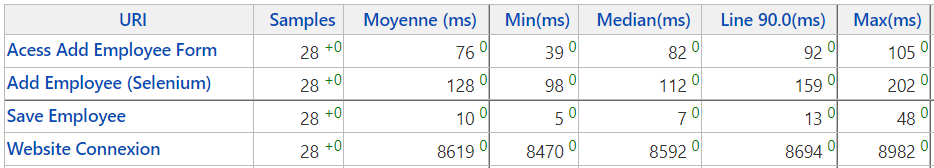 URI Samples Moyenne (ms) Min(ms) Median(ms) Line 90.0(ms) Max(ms)
Acess Add Employee Form 28 +0 76 0 39 0 82 0 92 0 105 0
Add Employee (Selenium) 28 +0 128 0 98 0 112 0 159 0 202 0
Save Employee 28 +0 10 0 5 0 7 0 13 0 48 0
Website Connexion 28 +0 8619 0 8470 0 8592 0 8694 0 8982 0